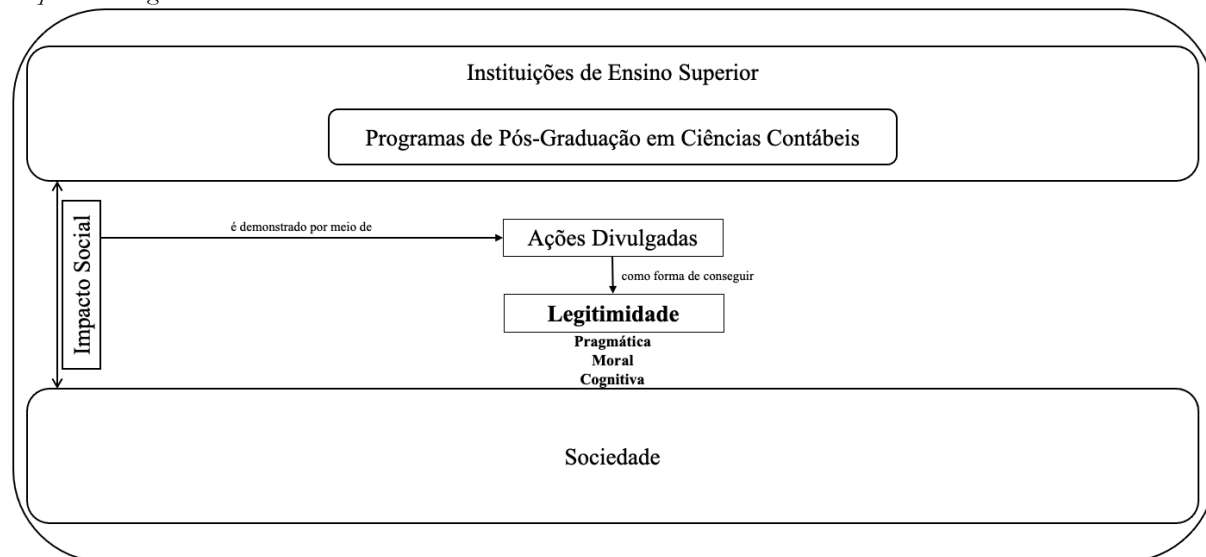 Instituições de Ensino Superior
Programas de Pós-Graduação em Ciências Contábeis
Impacto Social
é demonstrado por meio de
Ações Divulgadas
como forma de conseguir
Legitimidade
Pragmática
Moral
Cognitiva
Sociedade